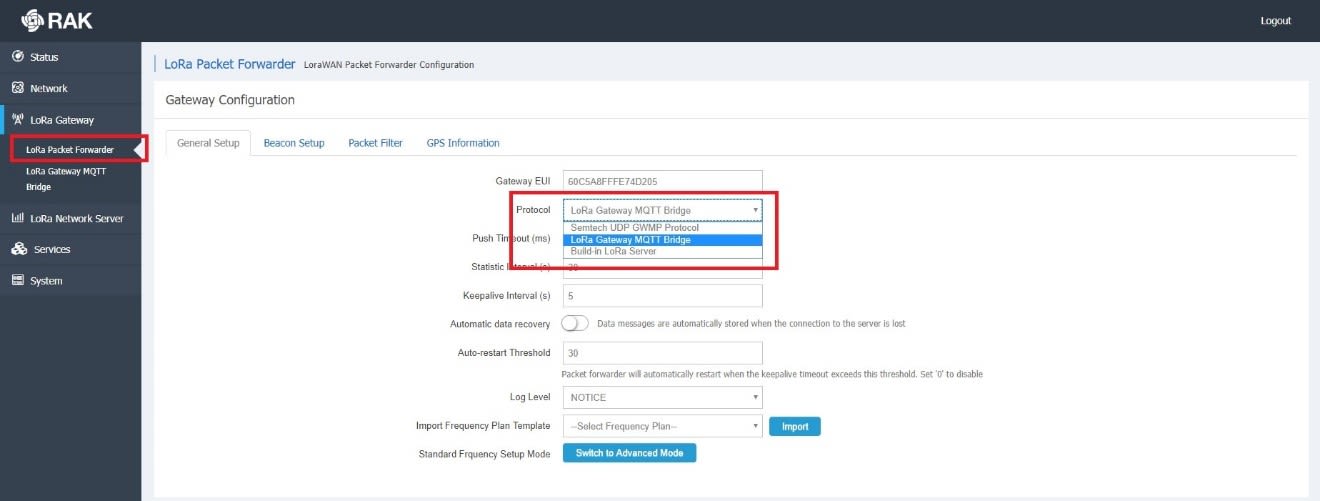 RAK
Logout
Status
Network
LoRa Gateway
LoRa Packet Forwarder
LoRa Gateway MQTT
Bridge
LoRa Network Server
Services
System
LoRa Packet Forwarder LoraWAN Packet Forwarder Configuration
Gateway Configuration
General Setup Beacon Setup Packet Filter GPS Information
Gateway EUI 60C5A8FFFE74D205
Protocol LoRa Gateway MQTT Bridge
Semtech UDP GWMP Protocol
Push Timeout (ms) LoRa Gateway MQTT Bridge
Build-in LoRa Server
Statistic Interval (s) 30
Keepalive Interval (s) 5
Automatic data recovery Data messages are automatically stored when the connection to the server is lost
Auto-restart Threshold 30
Packet forwarder will automatically restart when the keepalive timeout exceeds this threshold. Set '0' to disable
Log Level NOTICE
Import Frequency Plan Template --Select Frequency Plan-- Import
Standard Frquency Setup Mode Switch to Advanced Mode